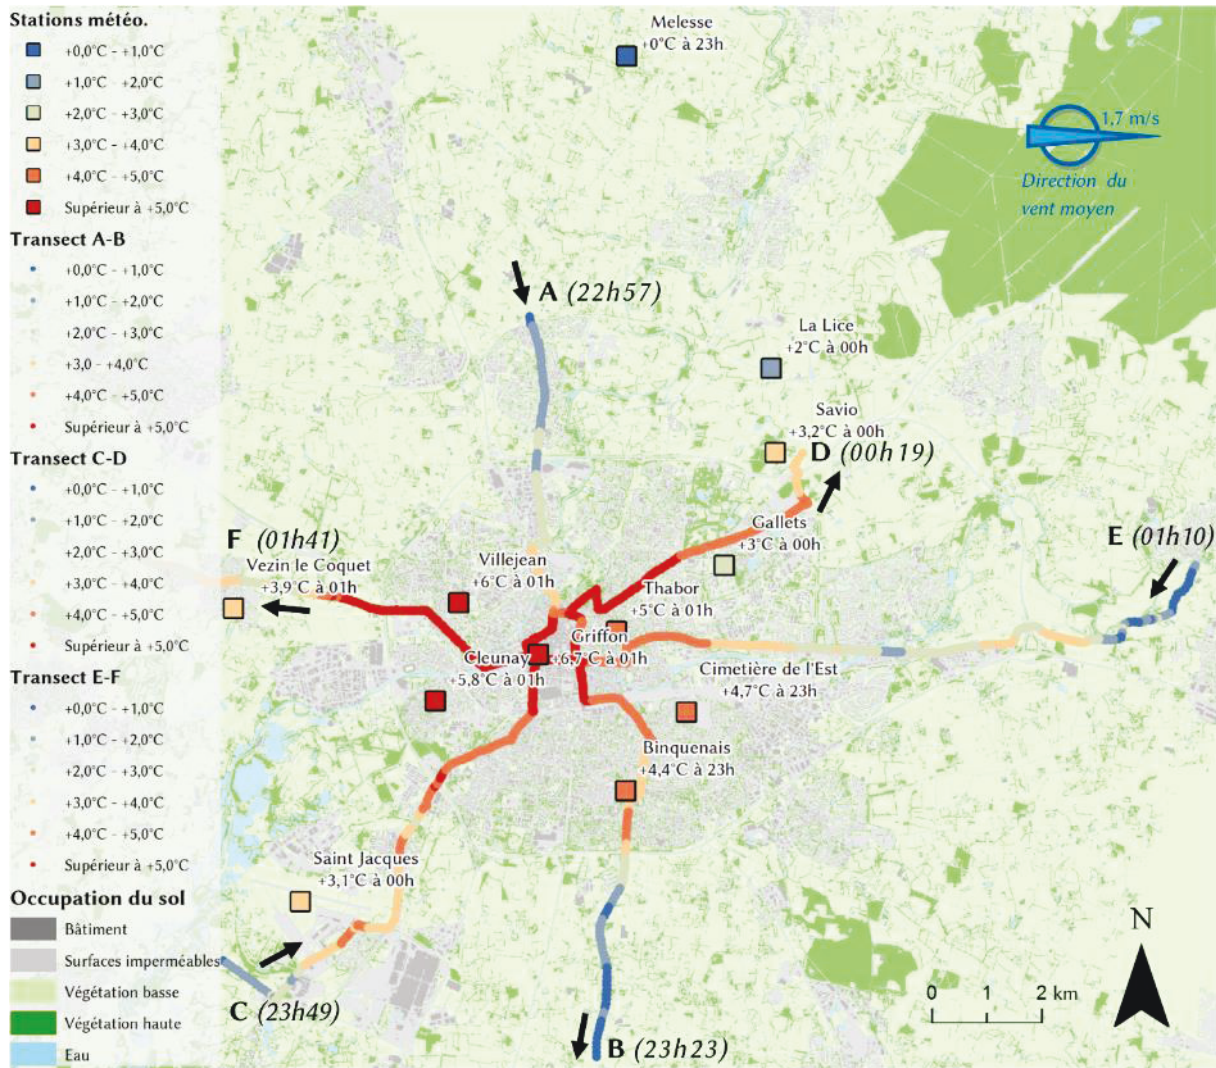 Stations météo.
+0,0°C - +1,0°C
+1,0°C - +2,0°C
+2,0°C - +3,0°C
+3,0°C - +4,0°C
+4,0°C - +5,0°C
Supérieur à +5,0°C
Transect A-B
+0,0°C - +1,0°C
+1,0°C - +2,0°C
+2,0°C - +3,0°C
+3,0 - +4,0°C
+4,0°C - +5,0°C
Supérieur à +5,0°C
Transect C-D
+0,0°C - +1,0°C
+1,0°C - +2,0°C
+2,0°C - +3,0°C
+3,0°C - +4,0°C
+4,0°C - +5,0°C
Supérieur à +5,0°C
Transect E-F
+0,0°C - +1,0°C
+1,0°C - +2,0°C
+2,0°C - +3,0°C
+3,0°C - +4,0°C
+4,0°C - +5,0°C
Supérieur à +5,0°C
Occupation du sol
Bâtiment
Surfaces imperméables
Végétation basse
Végétation haute
Eau
Melesse
+0°C à 23h
1,7 m/s
Direction du
vent moyen
A (22h57)
La Lice
+2°C à 00h
Savio
+3,2°C à 00h
D (00h19)
Gallets
+3°C à 00h
E (01h10)
F (01h41)
Vezin le Coquet
+3,9°C à 01h
Villejean
+6°C à 01h
Thabor
+5°C à 01h
Griffon
+6,7°C à 01h
Cleunay
+5,8°C à 01h
Cimetière de l'Est
+4,7°C à 23h
Binquenais
+4,4°C à 23h
Saint Jacques
+3,1°C à 00h
C (23h49)
B (23h23)
N
0 1 2 km